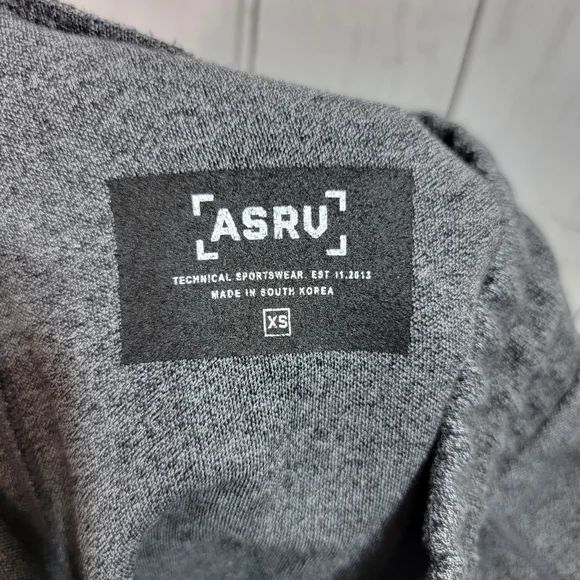 ASRV
TECHNICAL SPORTSWEAR. EST 11.2013
MADE IN SOUTH KOREA
XS